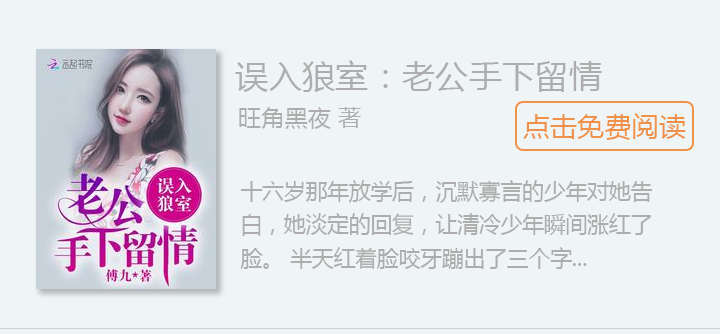 云起书院
误入
狼室
老公
手下留情
傅九*著
误入狼室：老公手下留情
旺角黑夜 著
点击免费阅读
十六岁那年放学后，沉默寡言的少年对她告
白，她淡定的回复，让清冷少年瞬间涨红了
脸。 半天红着脸咬牙蹦出了三个字...